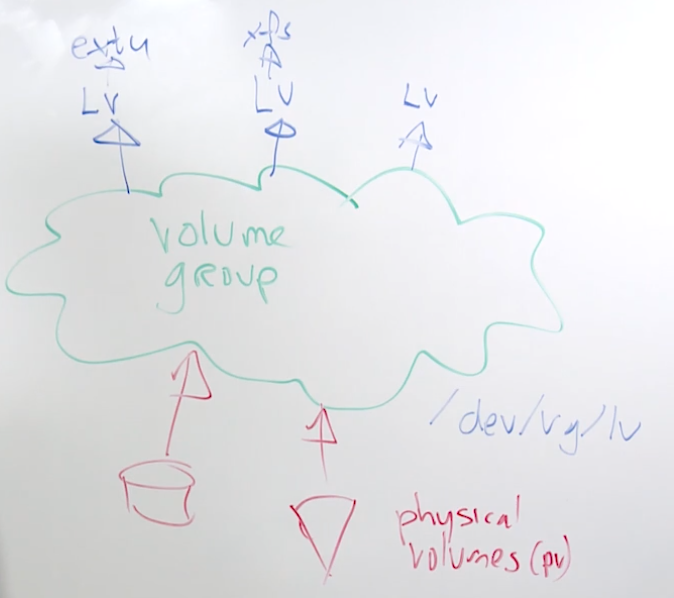 ext4
xfs
LV
LV
LV
volume
group
/dev/vg/lv
physical
volumes (pv)